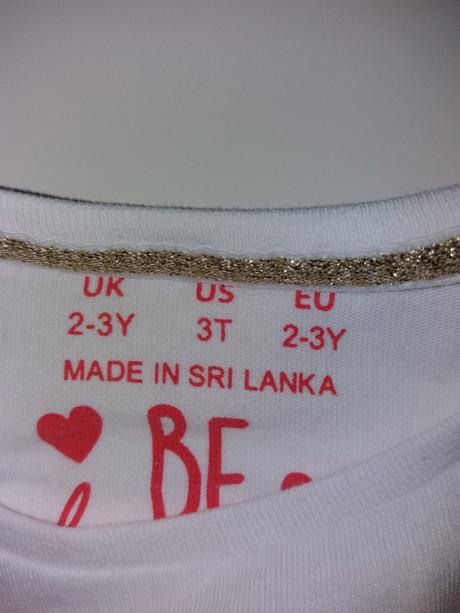 UK US EU
2-3Y 3T 2-3Y
MADE IN SRI LANKA
BE